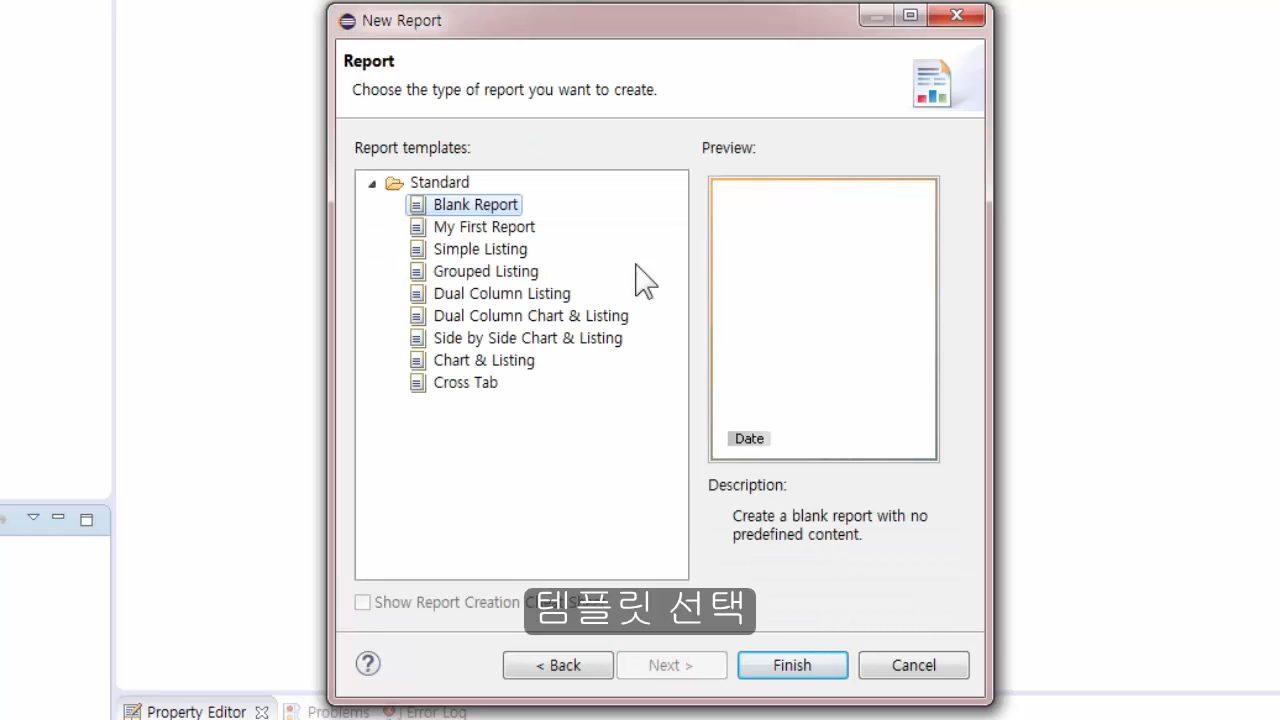 New Report
Report
Choose the type of report you want to create.
Report templates:
Preview:
Standard
Blank Report
My First Report
Simple Listing
Grouped Listing
Dual Column Listing
Dual Column Chart & Listing
Side by Side Chart & Listing
Chart & Listing
Cross Tab
Date
Description:
Create a blank report with no
predefined content.
Show Report Creation
템플릿 선택
< Back
Next >
Finish
Cancel
Property Editor
Problems
Error Log